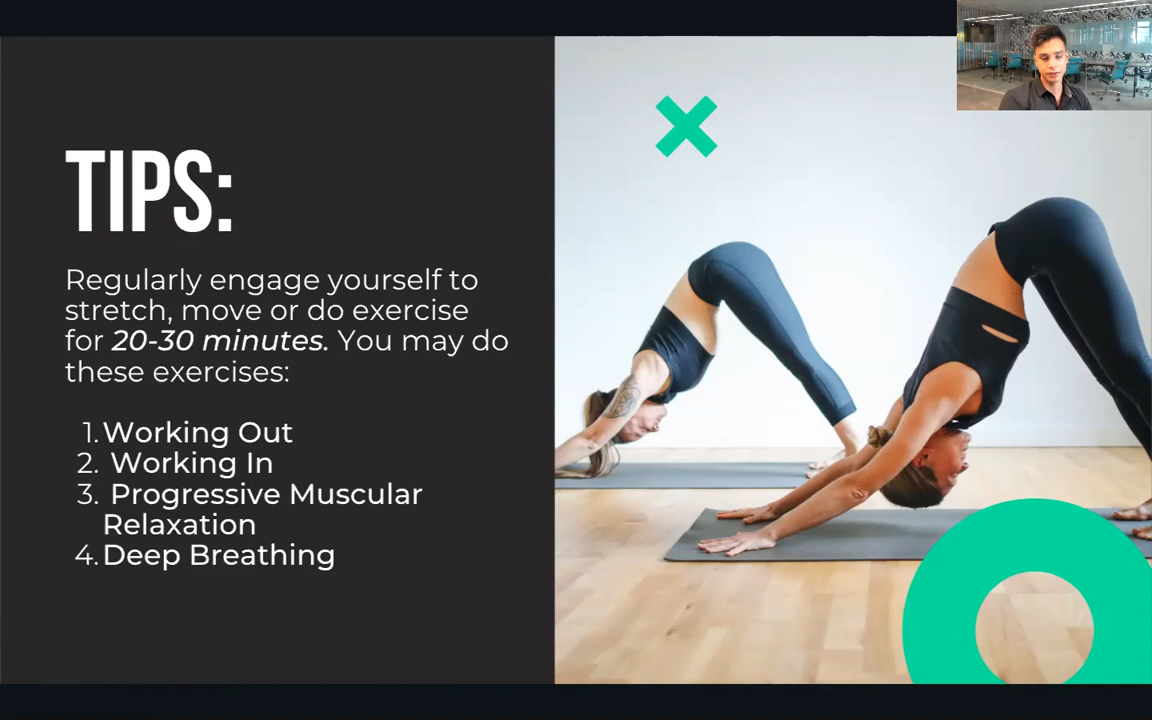 TIPS:
Regularly engage yourself to
stretch, move or do exercise
for 20-30 minutes. You may do
these exercises:
1. Working Out
2. Working In
3. Progressive Muscular
Relaxation
4. Deep Breathing